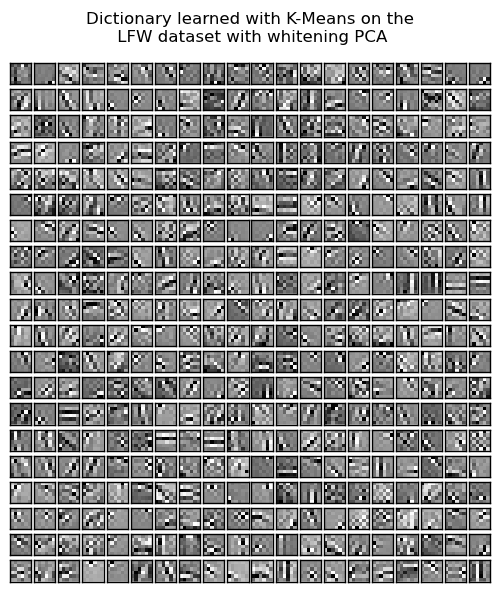 Dictionary learned with K-Means on the
LFW dataset with whitening PCA